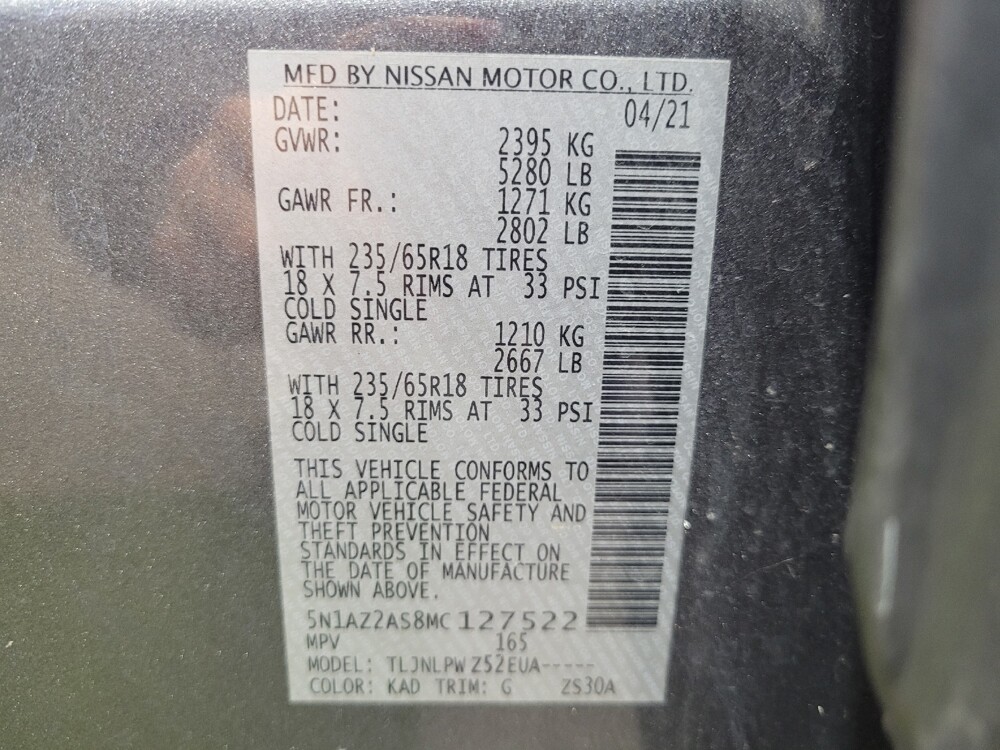 MFD BY NISSAN MOTOR CO., LTD.
DATE: 04/21
GVWR: 2395 KG
5280 LB
GAWR FR.: 1271 KG
2802 LB
WITH 235/65R18 TIRES
18 X 7.5 RIMS AT 33 PSI
COLD SINGLE
GAWR RR.: 1210 KG
2667 LB
WITH 235/65R18 TIRES
18 X 7.5 RIMS AT 33 PSI
COLD SINGLE
THIS VEHICLE CONFORMS TO
ALL APPLICABLE FEDERAL
MOTOR VEHICLE SAFETY AND
THEFT PREVENTION
STANDARDS IN EFFECT ON
THE DATE OF MANUFACTURE
SHOWN ABOVE.
5N1AZ2AS8MC127522
MPV 165
MODEL: TLJNLPWZ52EUA-----
COLOR: KAD TRIM: G ZS30A